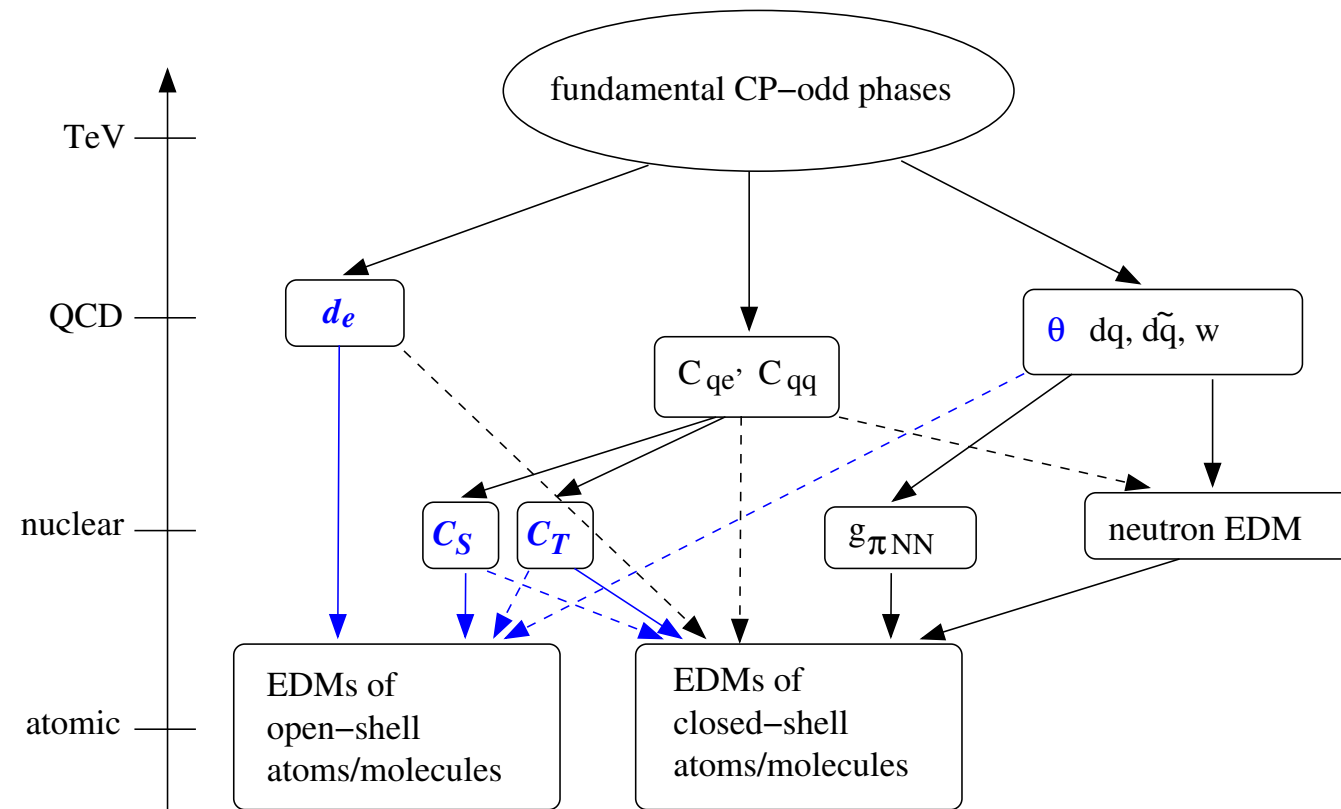 fundamental CP−odd phases
TeV
QCD
d_e
θ dq, dq̃, w
C_qe, C_qq
nuclear
C_S
C_T
g_πNN
neutron EDM
atomic
EDMs of
open−shell
atoms/molecules
EDMs of
closed−shell
atoms/molecules